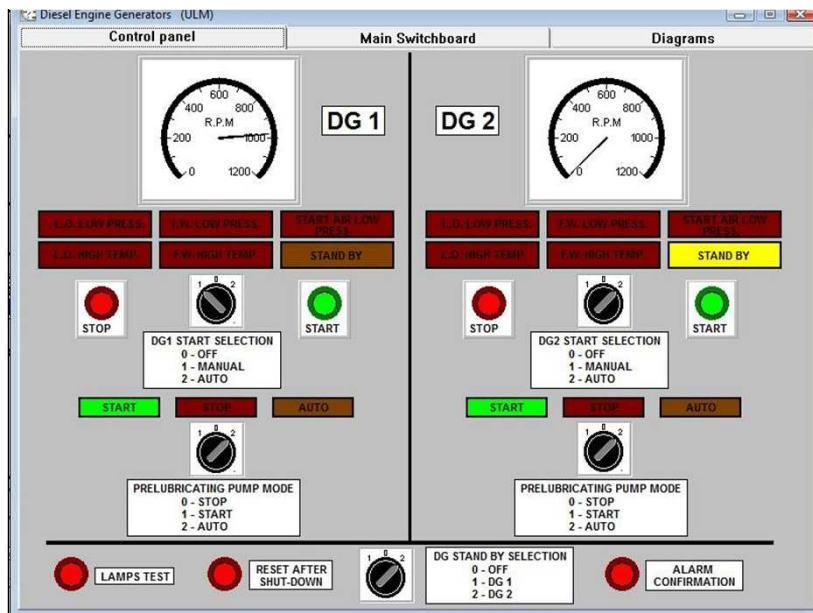 Diesel Engine Generators (ULM)
Control panel
Main Switchboard
Diagrams
0
200
400
600
800
1000
1200
R.P.M
DG 1
DG 2
0
200
400
600
800
1000
1200
R.P.M
L.O. LOW PRESS.
F.W. LOW PRESS.
START AIR LOW
PRESS.
L.O. HIGH TEMP.
F.W. HIGH TEMP.
STAND BY
L.O. LOW PRESS.
F.W. LOW PRESS.
START AIR LOW
PRESS.
L.O. HIGH TEMP.
F.W. HIGH TEMP.
STAND BY
STOP
1 0 2
START
STOP
1 0 2
START
DG1 START SELECTION
0 - OFF
1 - MANUAL
2 - AUTO
DG2 START SELECTION
0 - OFF
1 - MANUAL
2 - AUTO
START
STOP
AUTO
START
STOP
AUTO
1 0 2
1 0 2
PRELUBRICATING PUMP MODE
0 - STOP
1 - START
2 - AUTO
PRELUBRICATING PUMP MODE
0 - STOP
1 - START
2 - AUTO
LAMPS TEST
RESET AFTER
SHUT-DOWN
1 0 2
DG STAND BY SELECTION
0 - OFF
1 - DG 1
2 - DG 2
ALARM
CONFIRMATION